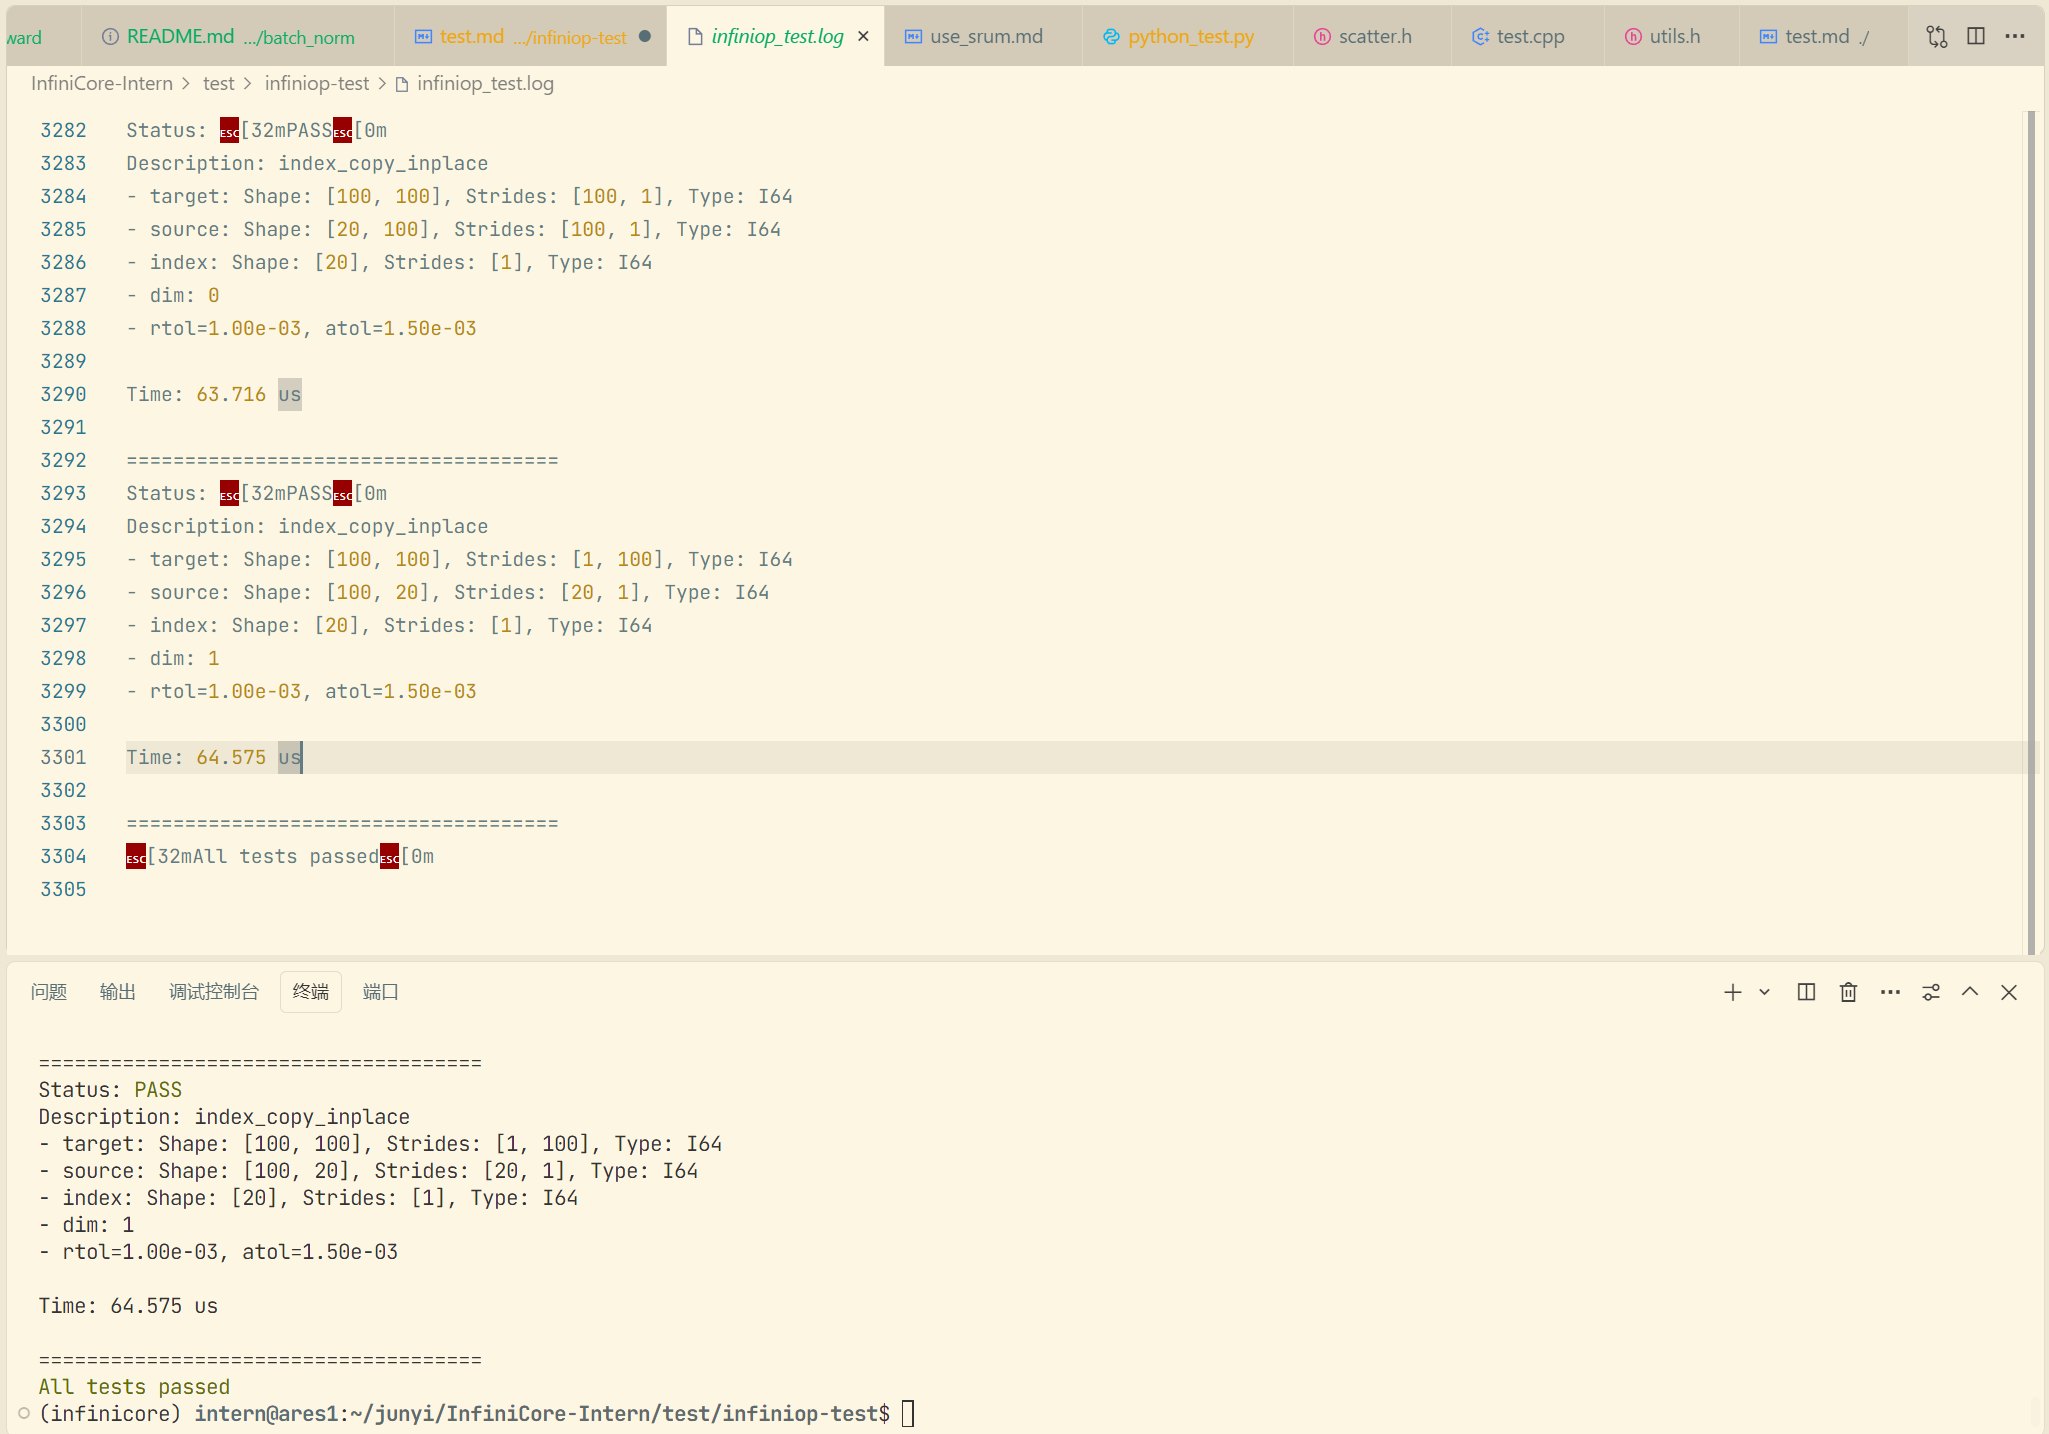 ward README.md .../batch_norm test.md .../infiniop-test infiniop_test.log use_srum.md python_test.py scatter.h test.cpp utils.h test.md ./
InfiniCore-Intern > test > infiniop-test > infiniop_test.log
3282 Status: ESC[32mPASSESC[0m
3283 Description: index_copy_inplace
3284 - target: Shape: [100, 100], Strides: [100, 1], Type: I64
3285 - source: Shape: [20, 100], Strides: [100, 1], Type: I64
3286 - index: Shape: [20], Strides: [1], Type: I64
3287 - dim: 0
3288 - rtol=1.00e-03, atol=1.50e-03
3289
3290 Time: 63.716 us
3291
3292 =====================================
3293 Status: ESC[32mPASSESC[0m
3294 Description: index_copy_inplace
3295 - target: Shape: [100, 100], Strides: [1, 100], Type: I64
3296 - source: Shape: [100, 20], Strides: [20, 1], Type: I64
3297 - index: Shape: [20], Strides: [1], Type: I64
3298 - dim: 1
3299 - rtol=1.00e-03, atol=1.50e-03
3300
3301 Time: 64.575 us
3302
3303 =====================================
3304 ESC[32mAll tests passedESC[0m
3305
问题 输出 调试控制台 终端 端口
=====================================
Status: PASS
Description: index_copy_inplace
- target: Shape: [100, 100], Strides: [1, 100], Type: I64
- source: Shape: [100, 20], Strides: [20, 1], Type: I64
- index: Shape: [20], Strides: [1], Type: I64
- dim: 1
- rtol=1.00e-03, atol=1.50e-03
Time: 64.575 us
=====================================
All tests passed
(infinicore) intern@ares1:~/junyi/InfiniCore-Intern/test/infiniop-test$